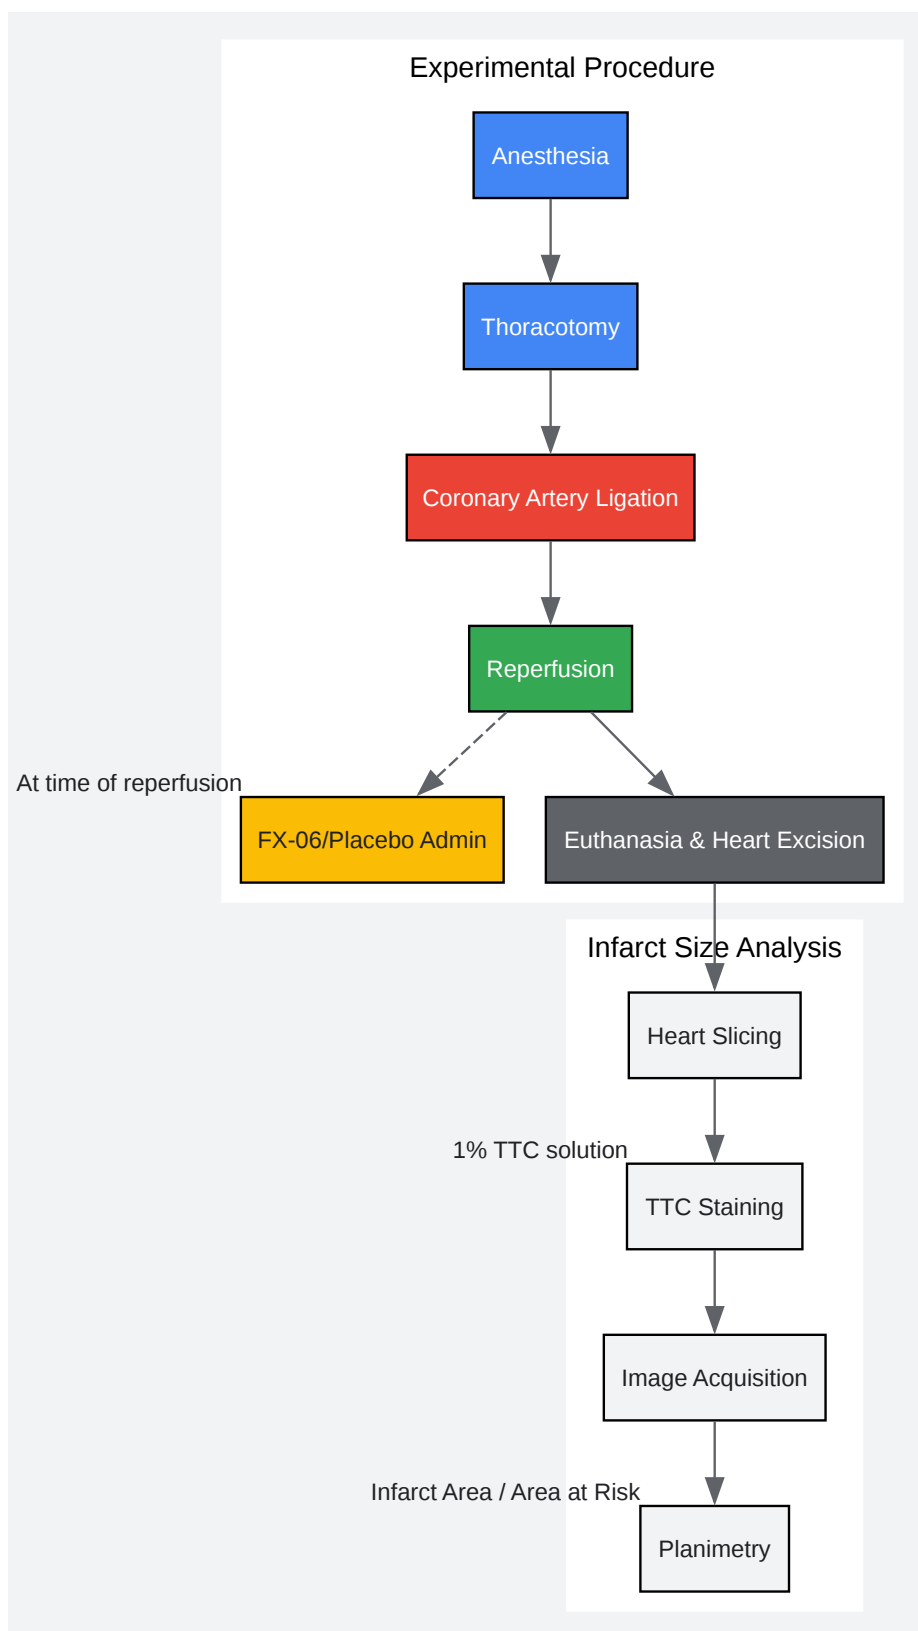 Experimental Procedure
Anesthesia
Thoracotomy
Coronary Artery Ligation
Reperfusion
At time of reperfusion
FX-06/Placebo Admin
Euthanasia & Heart Excision
Infarct Size Analysis
Heart Slicing
1% TTC solution
TTC Staining
Image Acquisition
Infarct Area / Area at Risk
Planimetry